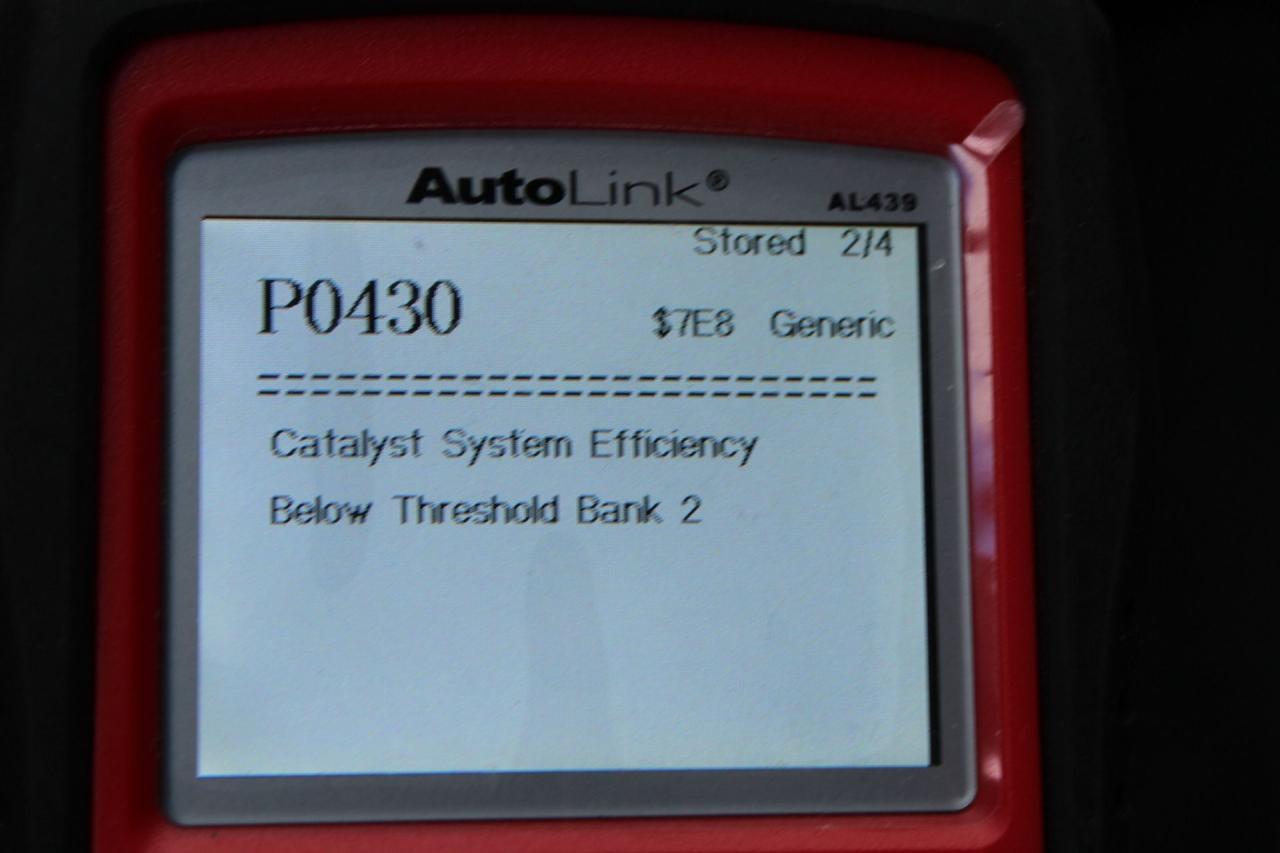 AutoLink®
AL439
Stored 2/4
P0430
$7E8 Generic
========================
Catalyst System Efficiency
Below Threshold Bank 2